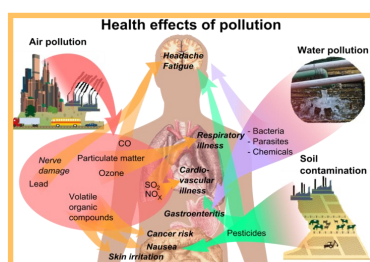 Health effects of pollution
Air pollution
Water pollution
Headache
Fatigue
- Bacteria
- Parasites
- Chemicals
CO
Respiratory
illness
Nerve
damage
Particulate matter
Ozone
Lead
SO₂
NOₓ
Cardio-
vascular
illness
Soil
contamination
Volatile
organic
compounds
Gastroenteritis
Pesticides
Cancer risk
Nausea
Skin irritation